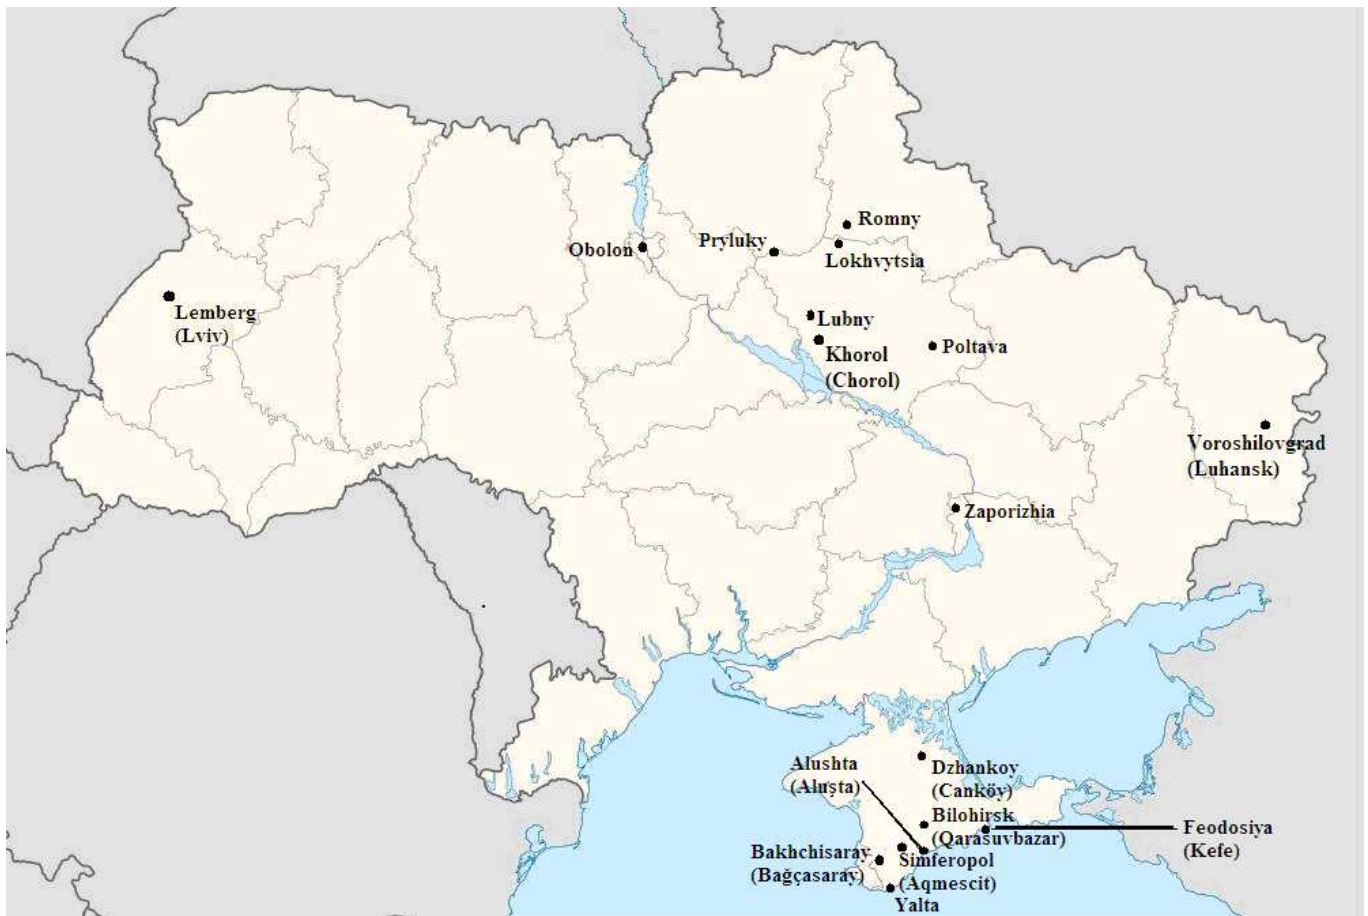 Romny
Pryluky
Obolon
Lokhvytsia
Lemberg
(Lviv)
Lubny
Poltava
Khorol
(Chorol)
Voroshilovgrad
(Luhansk)
Zaporizhia
Alushta
(Aluşta)
Dzhankoy
(Canköy)
Bilohirsk
(Qarasuvbazar)
Feodosiya
(Kefe)
Bakhchisaray
(Bağçasaray)
Simferopol
(Aqmescit)
Yalta